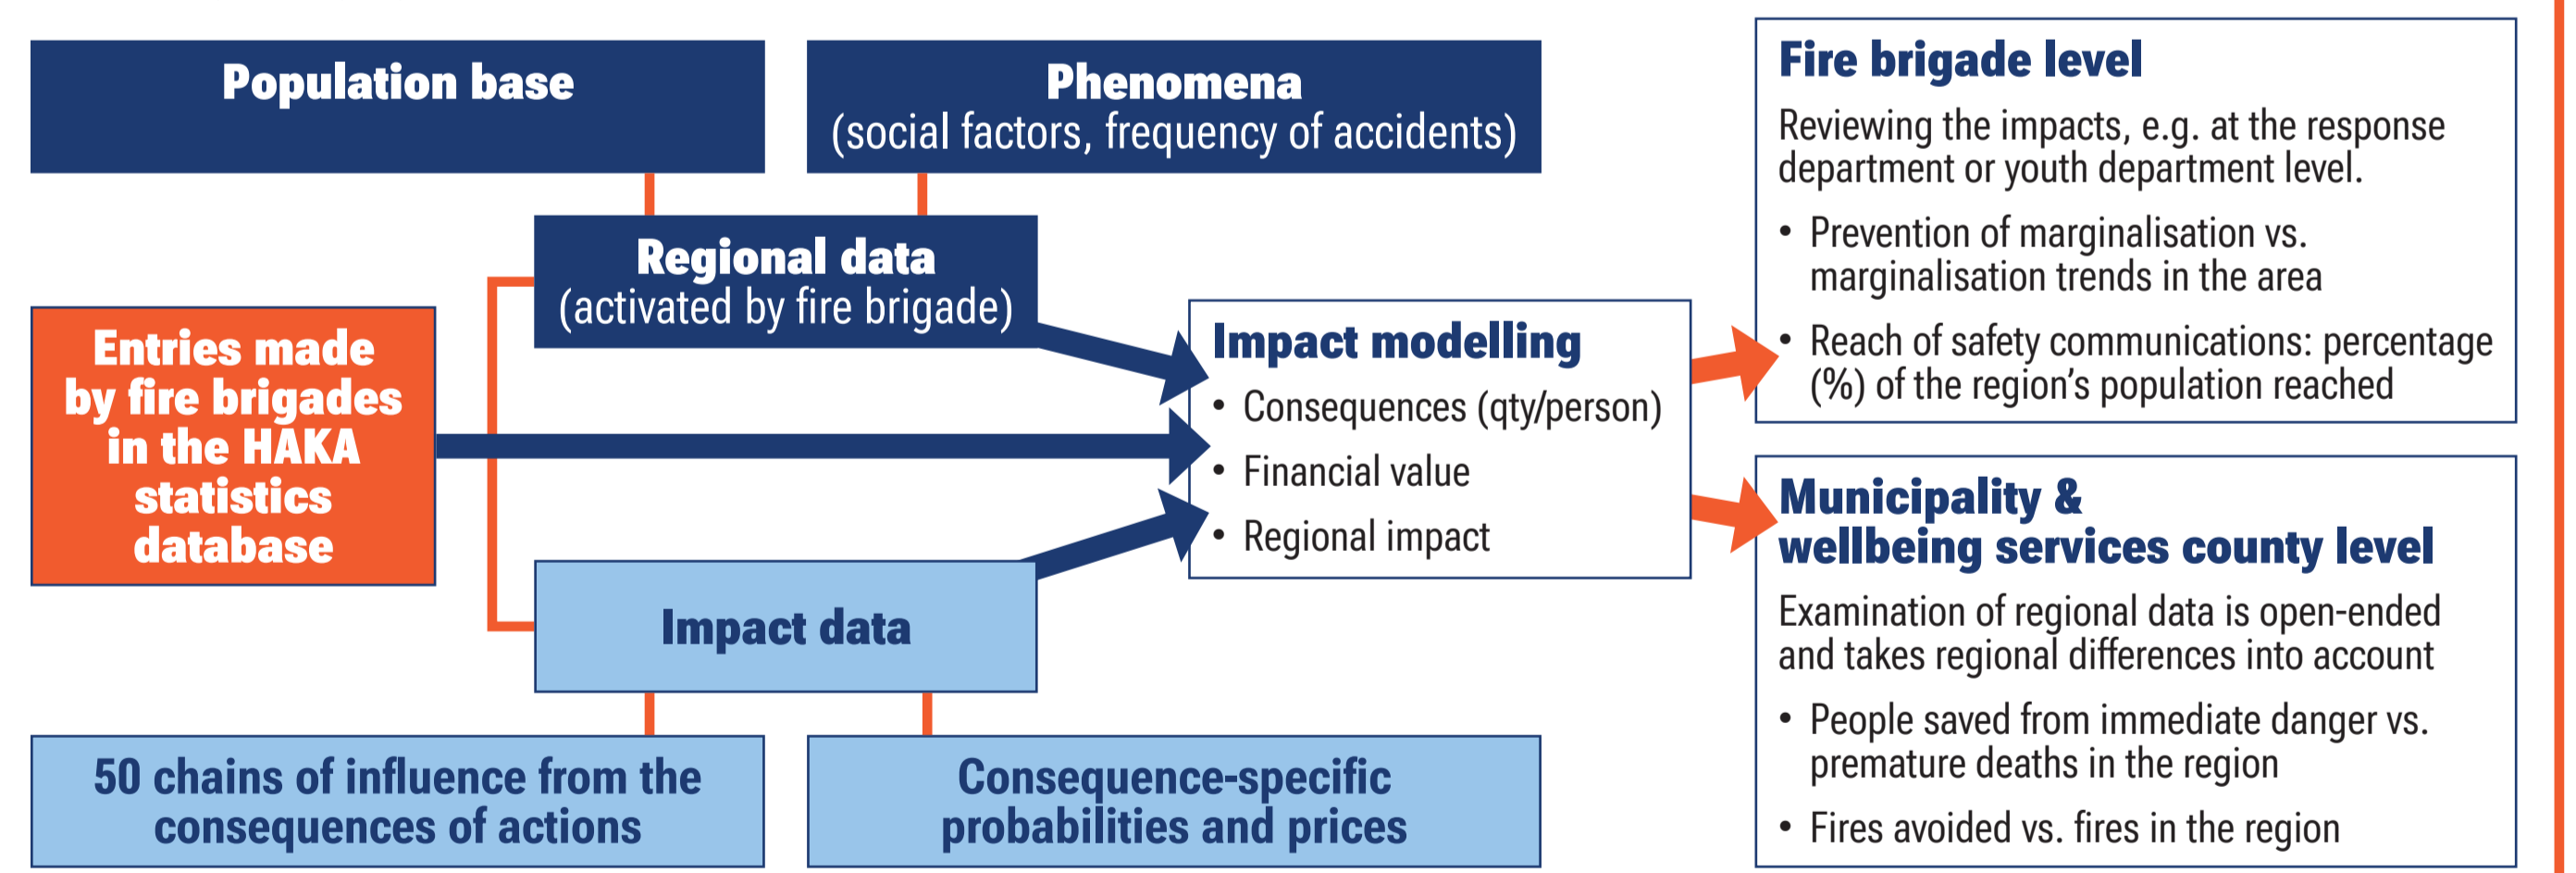 Population base
Phenomena
(social factors, frequency of accidents)
Regional data
(activated by fire brigade)
Entries made
by fire brigades
in the HAKA
statistics
database
Impact data
50 chains of influence from the
consequences of actions
Consequence-specific
probabilities and prices
Impact modelling
• Consequences (qty/person)
• Financial value
• Regional impact
Fire brigade level
Reviewing the impacts, e.g. at the response
department or youth department level.
• Prevention of marginalisation vs.
marginalisation trends in the area
• Reach of safety communications: percentage
(%) of the region’s population reached
Municipality &
wellbeing services county level
Examination of regional data is open-ended
and takes regional differences into account
• People saved from immediate danger vs.
premature deaths in the region
• Fires avoided vs. fires in the region